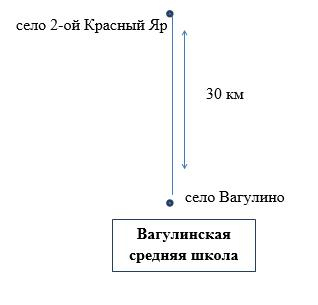 село 2-ой Красный Яр
30 км
село Вагулино
Вагулинская
средняя школа